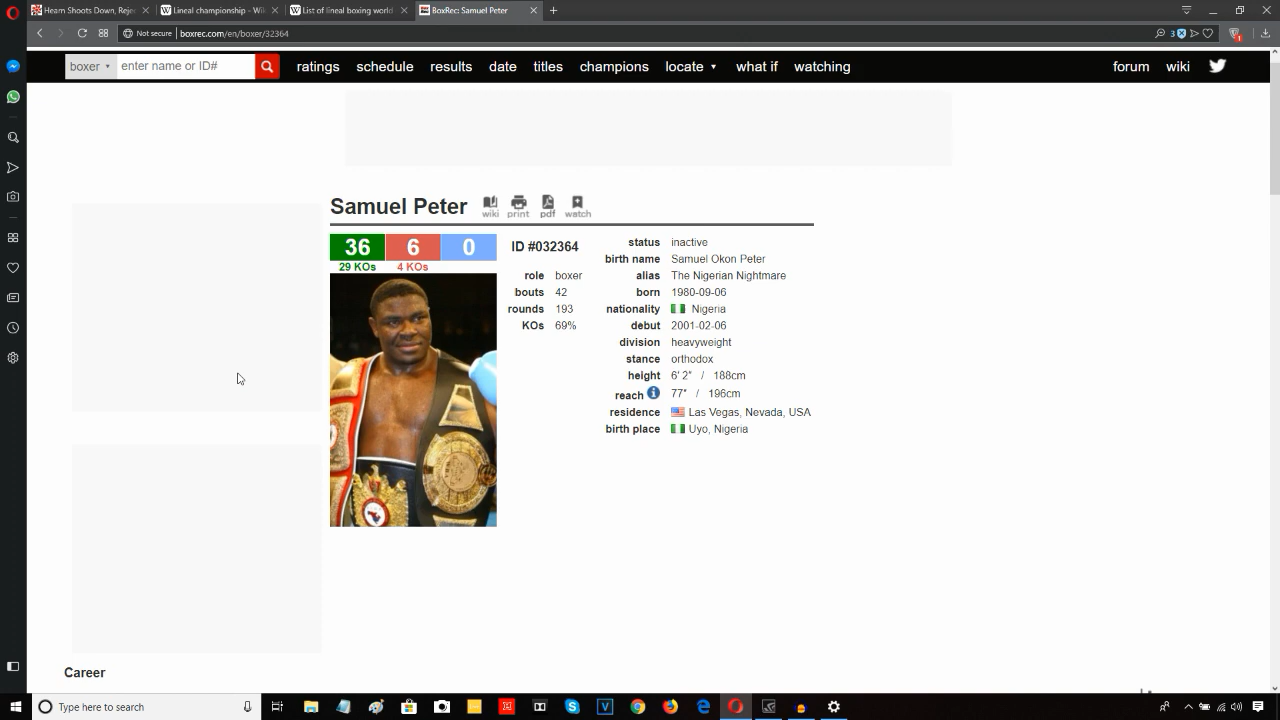 Hearn Shoots Down, Rejec
Lineal championship - Wiki
List of lineal boxing world
BoxRec: Samuel Peter
Not secure boxrec.com/en/boxer/32364
3
1
boxer
enter name or ID#
ratings
schedule
results
date
titles
champions
locate
what if
watching
forum
wiki
Samuel Peter
wiki
print
pdf
watch
36
6
0
29 KOs
4 KOs
ID #032364
role boxer
bouts 42
rounds 193
KOs 69%
status inactive
birth name Samuel Okon Peter
alias The Nigerian Nightmare
born 1980-09-06
nationality Nigeria
debut 2001-02-06
division heavyweight
stance orthodox
height 6′ 2″ / 188cm
reach 77″ / 196cm
residence Las Vegas, Nevada, USA
birth place Uyo, Nigeria
Career
Type here to search